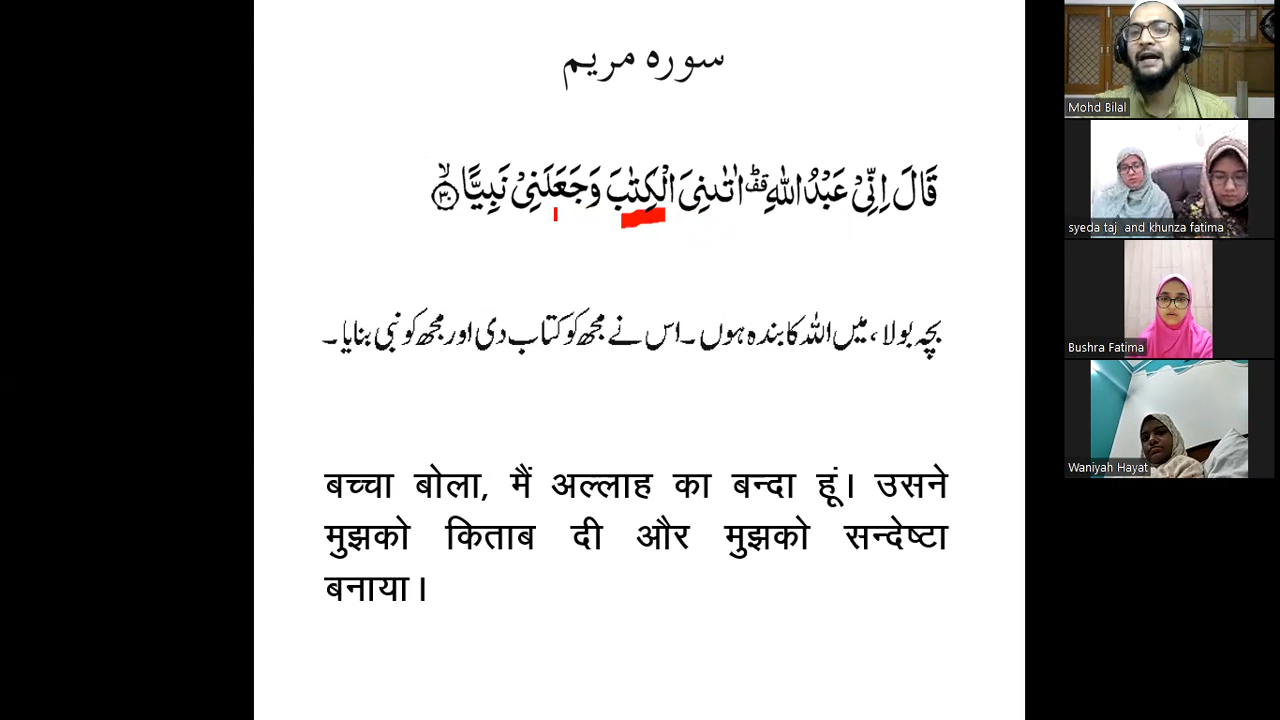 سورہ مریم
قَالَ اِنِّیْ عَبْدُ اللّٰهِ ؕقف اٰتٰىنِیَ الْكِتٰبَ وَ جَعَلَنِیْ نَبِیًّا ۙ۝۳۰
بچہ بولا، میں اللہ کا بندہ ہوں۔ اس نے مجھ کو کتاب دی اور مجھ کو نبی بنایا۔
बच्चा बोला, मैं अल्लाह का बन्दा हूं। उसने
मुझको किताब दी और मुझको सन्देष्टा
बनाया।
Mohd Bilal
syeda taj and khunza fatima
Bushra Fatima
Waniyah Hayat